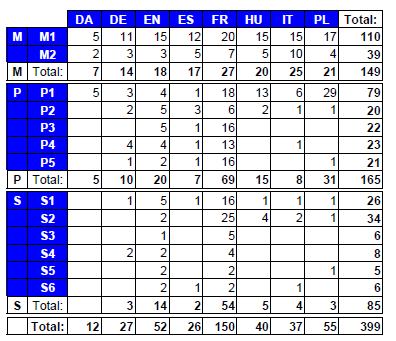 DA DE EN ES FR HU IT PL Total:
M M1 5 11 15 12 20 15 15 17 110
M2 2 3 3 5 7 5 10 4 39
M Total: 7 14 18 17 27 20 25 21 149
P P1 5 3 4 1 18 13 6 29 79
P2 2 5 3 6 2 1 1 20
P3 5 1 16 22
P4 4 4 1 13 1 23
P5 1 2 1 16 1 21
P Total: 5 10 20 7 69 15 8 31 165
S S1 1 5 1 16 1 1 1 26
S2 2 25 4 2 1 34
S3 1 5 6
S4 2 2 4 8
S5 2 2 1 5
S6 2 1 2 1 6
S Total: 3 14 2 54 5 4 3 85
Total: 12 27 52 26 150 40 37 55 399